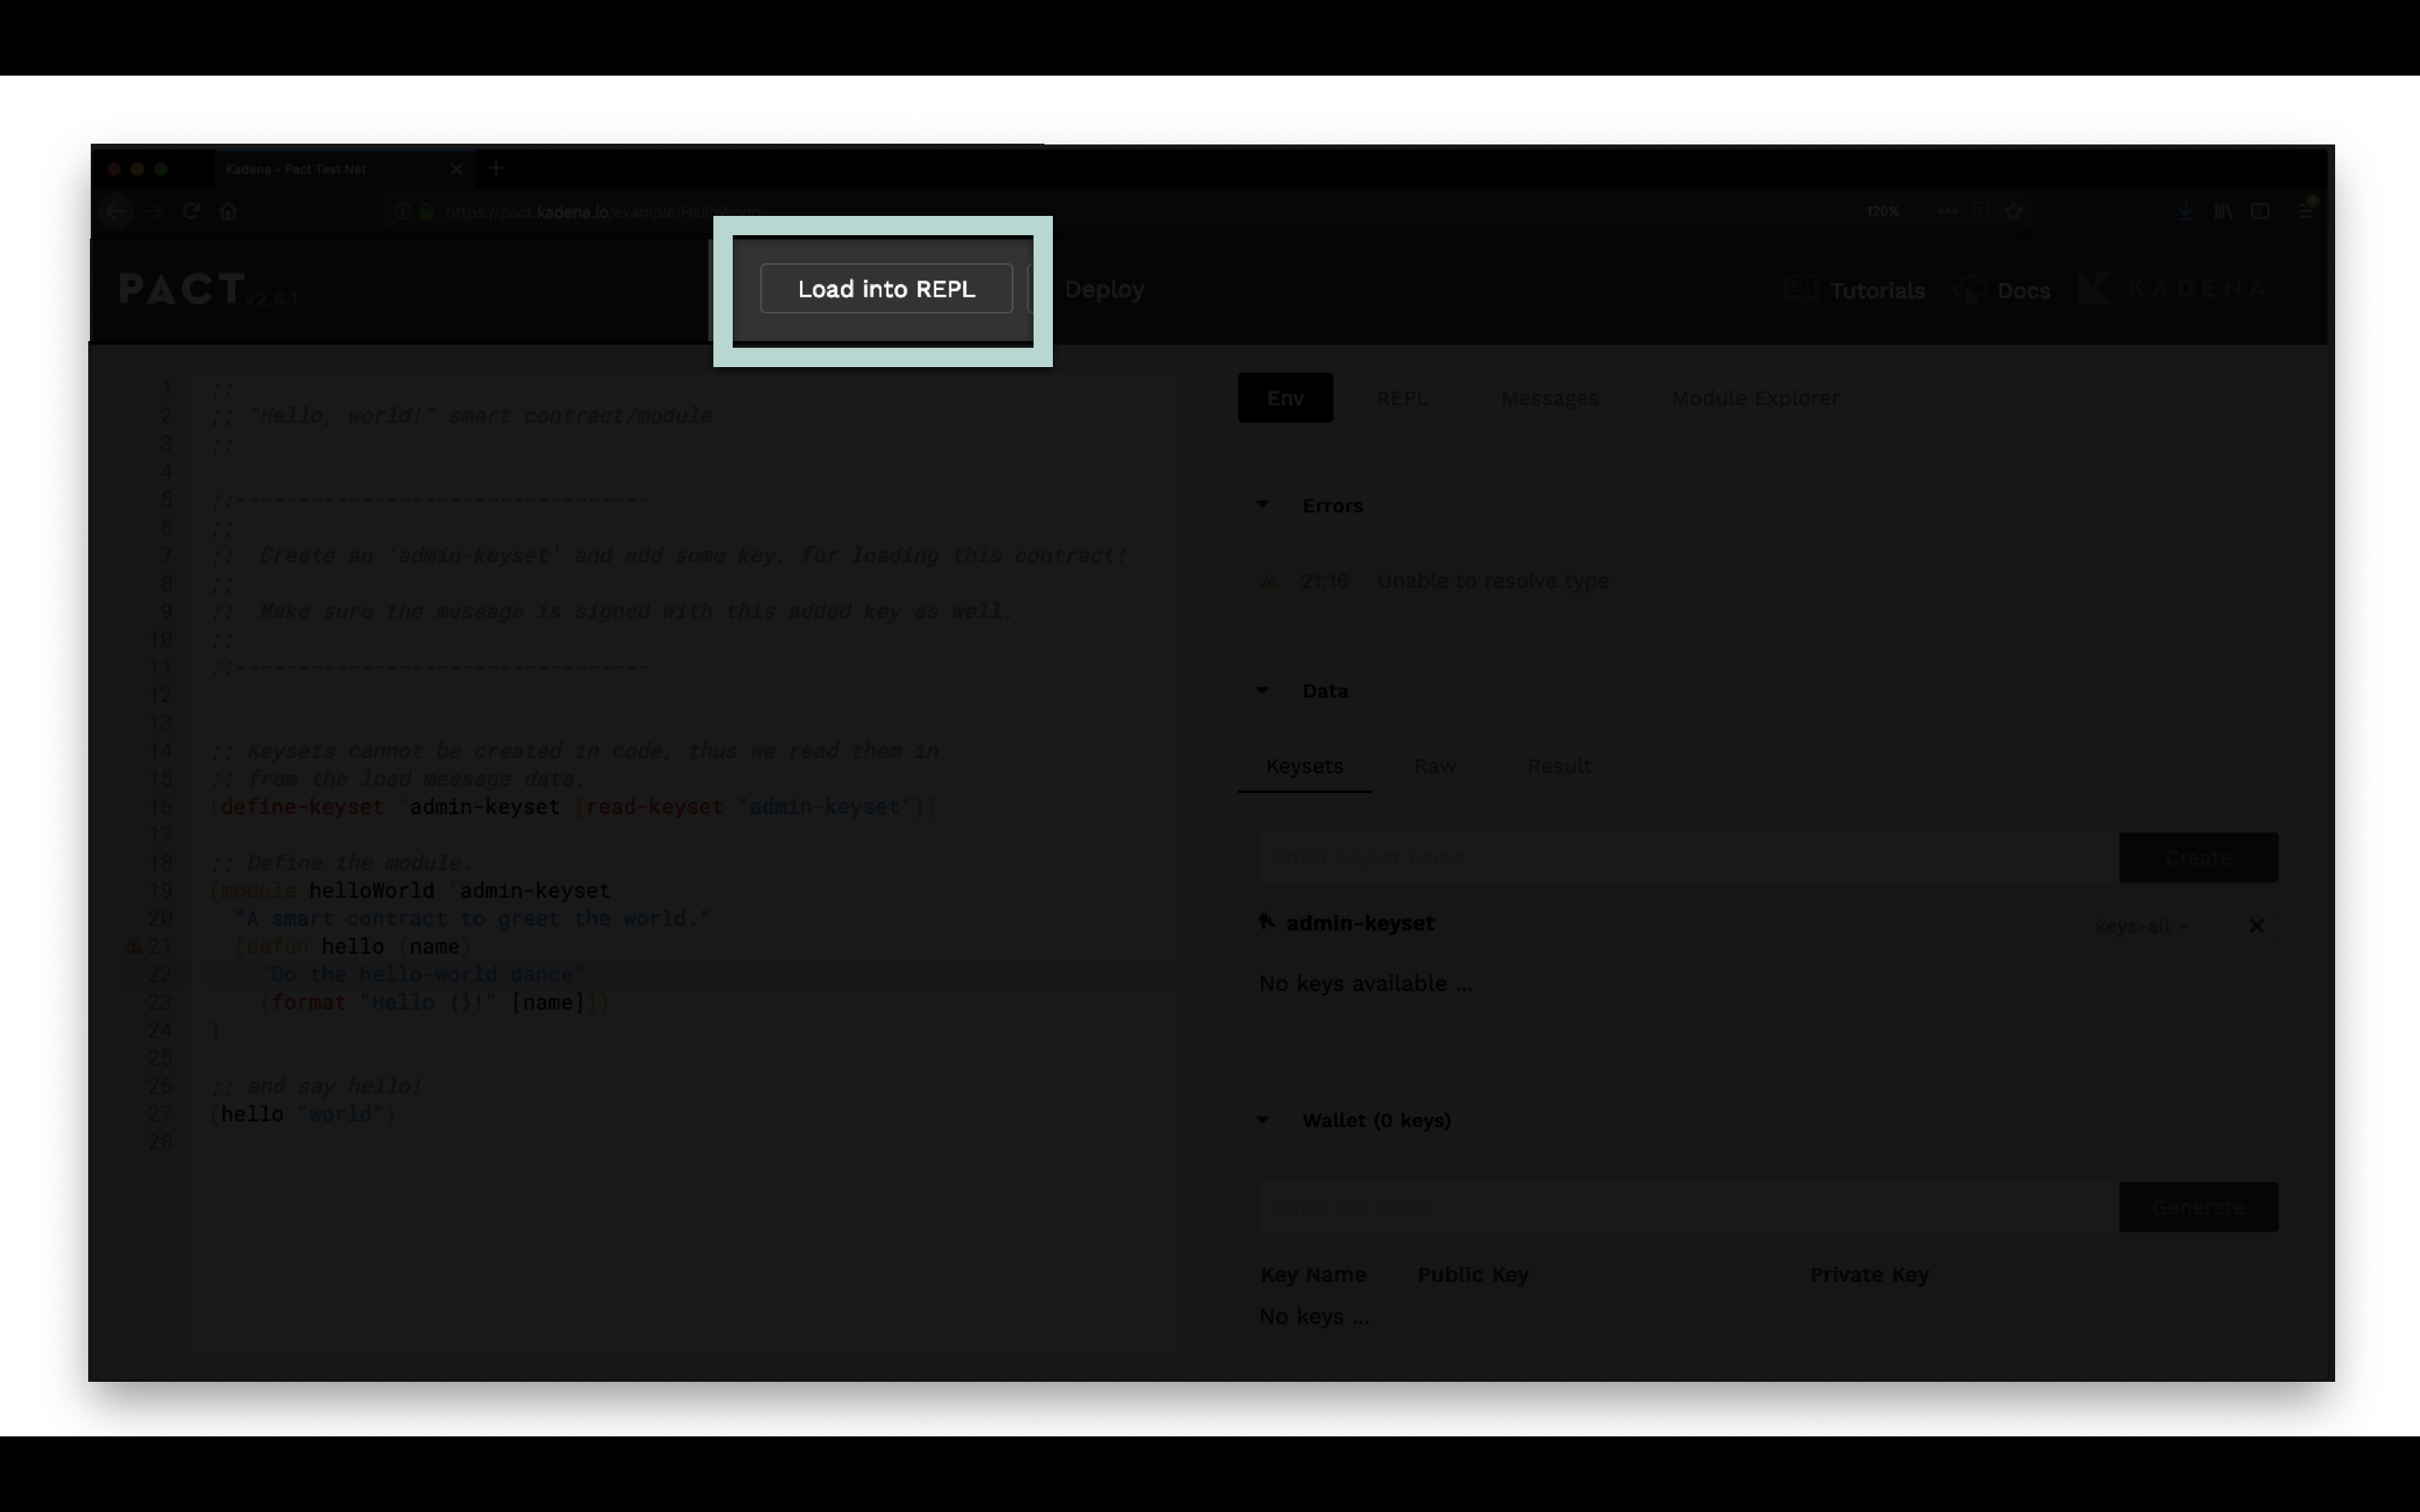 Kadena - Pact Test Net
https://pact.kadena.io/example/HelloWorld
120%
PACT v2.6.1
Load into REPL
Deploy
Tutorials
Docs
KADENA
1 ;;
2 ;; "Hello, world!" smart contract/module
3 ;;
4
5 ;;---------------------------------
6 ;;
7 ;;  Create an 'admin-keyset' and add some key, for loading this contract!
8 ;;
9 ;;  Make sure the message is signed with this added key as well.
10 ;;
11 ;;---------------------------------
12
13
14 ;; Keysets cannot be created in code, thus we read them in
15 ;; from the load message data.
16 (define-keyset 'admin-keyset (read-keyset "admin-keyset"))
17
18 ;; Define the module.
19 (module helloWorld 'admin-keyset
20   "A smart contract to greet the world."
21   (defun hello (name)
22     "Do the hello-world dance"
23     (format "Hello {}!" [name]))
24 )
25
26 ;; and say hello!
27 (hello "world")
28
Env
REPL
Messages
Module Explorer
Errors
21:16 Unable to resolve type
Data
Keysets
Raw
Result
Enter keyset name
Create
admin-keyset
keys-all
No keys available ...
Wallet (0 keys)
Enter key name
Generate
Key Name
Public Key
Private Key
No keys ...